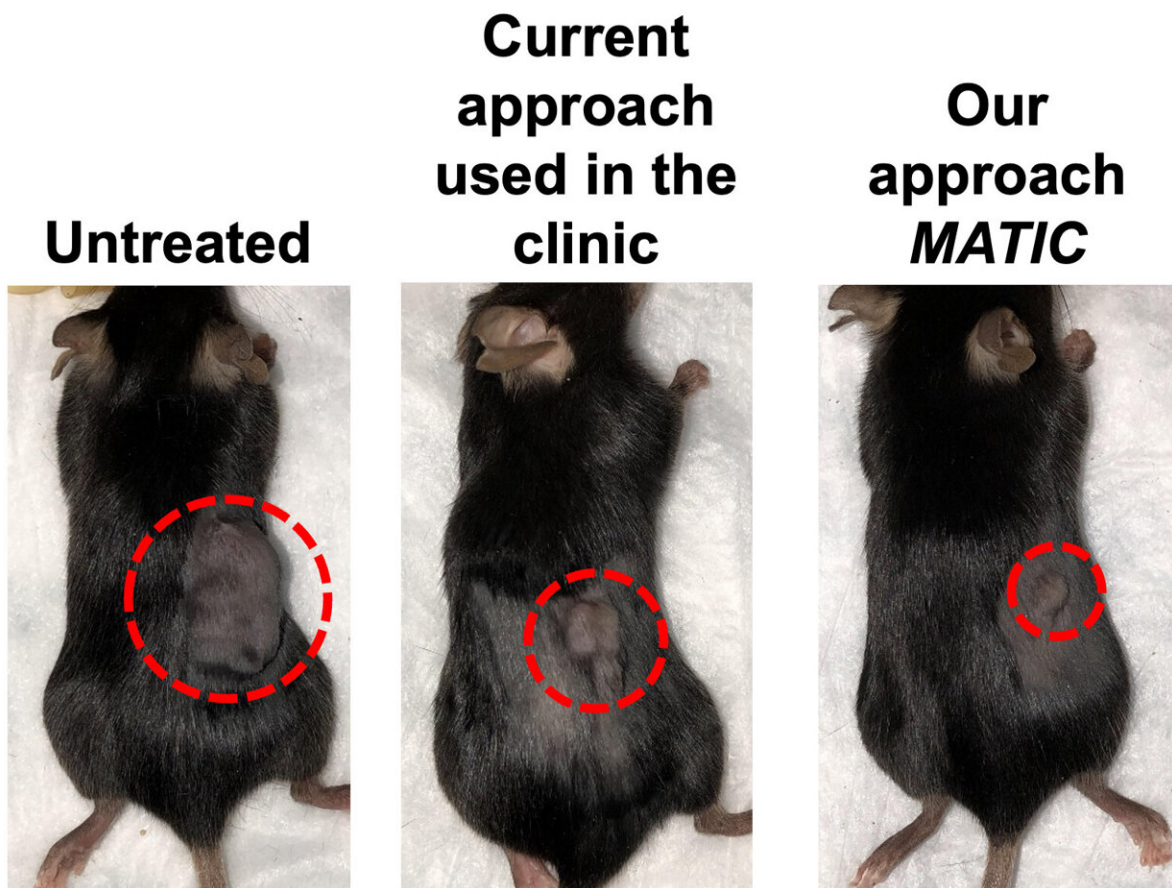 Untreated
Current
approach
used in the
clinic
Our
approach
MATIC